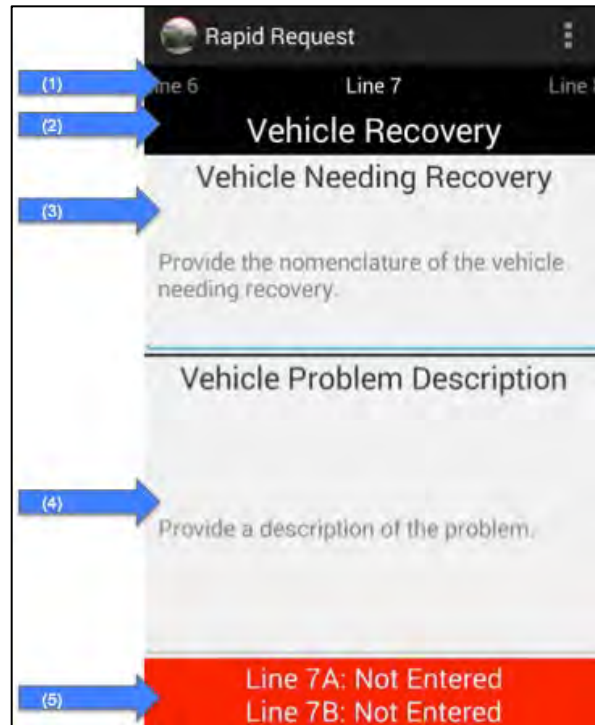 Rapid Request
(1)
ine 6 Line 7 Line 8
(2)
Vehicle Recovery
Vehicle Needing Recovery
(3)
Provide the nomenclature of the vehicle
needing recovery.
Vehicle Problem Description
(4)
Provide a description of the problem.
Line 7A: Not Entered
(5)
Line 7B: Not Entered